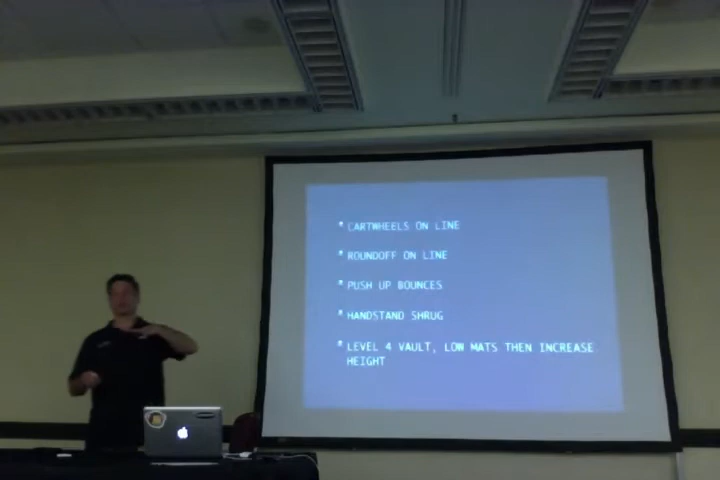 * CARTWHEELS ON LINE
* ROUNDOFF ON LINE
* PUSH UP BOUNCES
* HANDSTAND SHRUG
* LEVEL 4 VAULT, LOW MATS THEN INCREASE
HEIGHT